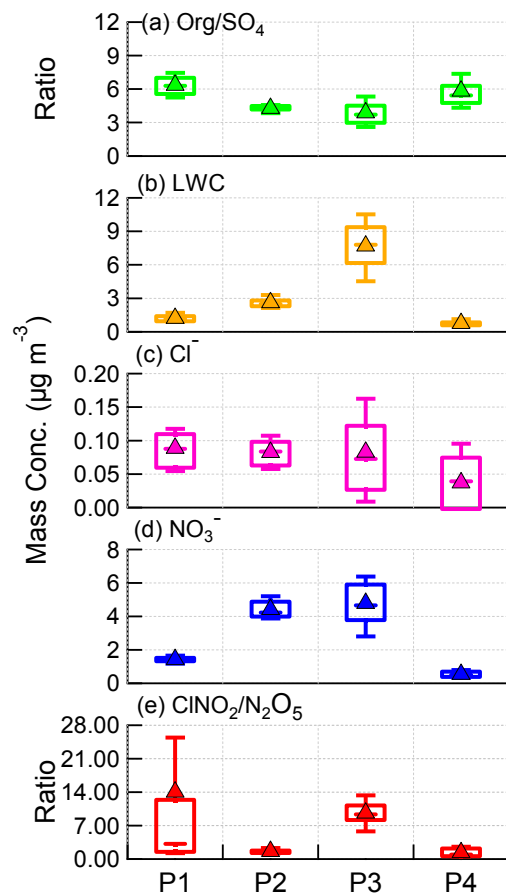 (a) Org/SO₄
12
9
6
3
0
Ratio
(b) LWC
12
9
6
3
0
(c) Cl⁻
0.20
0.15
0.10
0.05
0.00
Mass Conc. (µg m⁻³)
(d) NO₃⁻
8
6
4
2
0
(e) ClNO₂/N₂O₅
28.00
21.00
14.00
7.00
0.00
Ratio
P1 P2 P3 P4